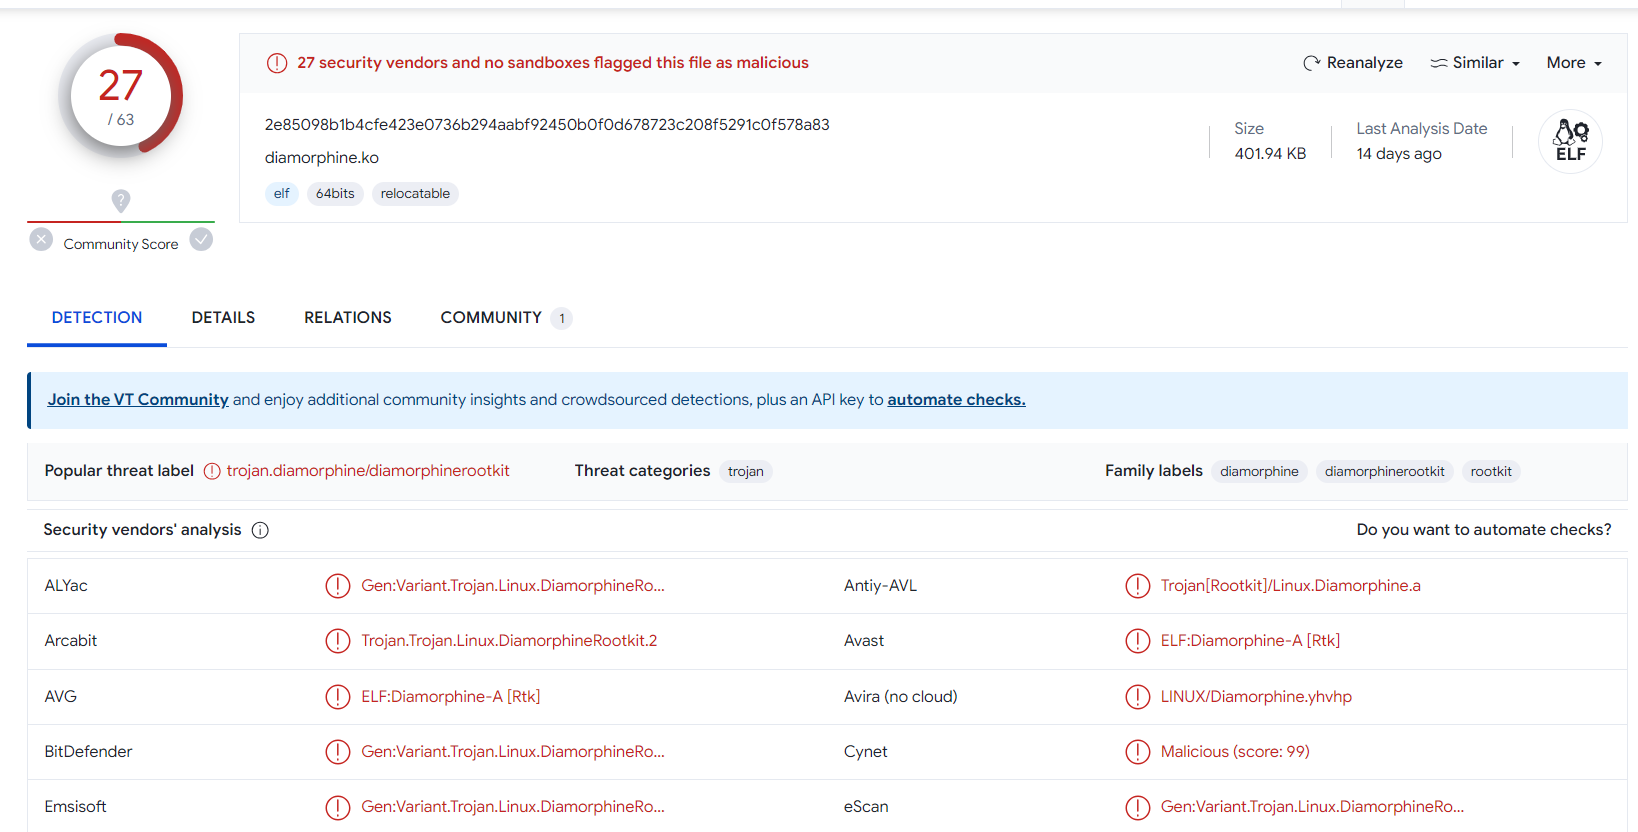 27
/ 63
Community Score
27 security vendors and no sandboxes flagged this file as malicious
Reanalyze
Similar
More
2e85098b1b4cfe423e0736b294aabf92450b0f0d678723c208f5291c0f578a83
diamorphine.ko
elf 64bits relocatable
Size
401.94 KB
Last Analysis Date
14 days ago
ELF
DETECTION DETAILS RELATIONS COMMUNITY 1
Join the VT Community and enjoy additional community insights and crowdsourced detections, plus an API key to automate checks.
Popular threat label trojan.diamorphine/diamorphinerootkit Threat categories trojan Family labels diamorphine diamorphinerootkit rootkit
Security vendors' analysis Do you want to automate checks?
ALYac Gen:Variant.Trojan.Linux.DiamorphineRo... Antiy-AVL Trojan[Rootkit]/Linux.Diamorphine.a
Arcabit Trojan.Trojan.Linux.DiamorphineRootkit.2 Avast ELF:Diamorphine-A [Rtk]
AVG ELF:Diamorphine-A [Rtk] Avira (no cloud) LINUX/Diamorphine.yhvhp
BitDefender Gen:Variant.Trojan.Linux.DiamorphineRo... Cynet Malicious (score: 99)
Emsisoft Gen:Variant.Trojan.Linux.DiamorphineRo... eScan Gen:Variant.Trojan.Linux.DiamorphineRo...